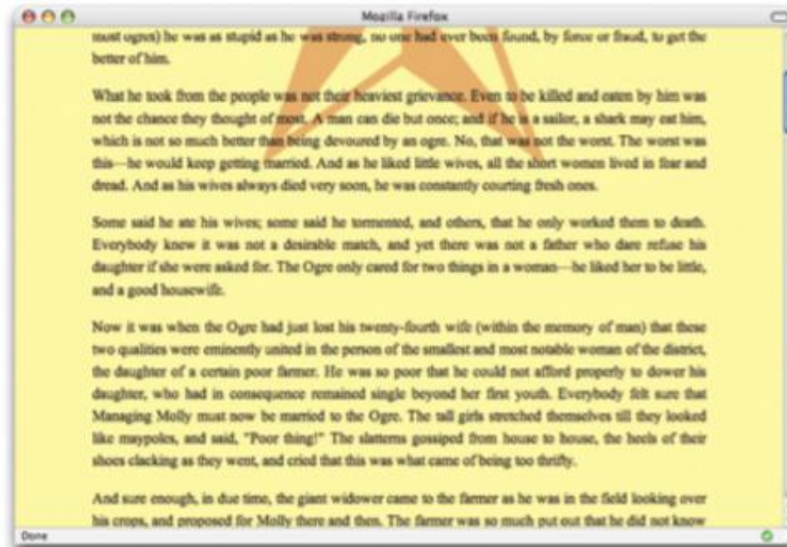 Mozilla Firefox
most ogres) he was as stupid as he was strong, no one had ever been found, by force or fraud, to get the
better of him.
What he took from the people was not their heaviest grievance. Even to be killed and eaten by him was
not the chance they thought of most. A man can die but once; and if he is a sailor, a shark may eat him,
which is not so much better than being devoured by an ogre. No, that was not the worst. The worst was
this—he would keep getting married. And as he liked little wives, all the short women lived in fear and
dread. And as his wives always died very soon, he was constantly courting fresh ones.
Some said he ate his wives; some said he tormented, and others, that he only worked them to death.
Everybody knew it was not a desirable match, and yet there was not a father who dare refuse his
daughter if she were asked for. The Ogre only cared for two things in a woman—he liked her to be little,
and a good housewife.
Now it was when the Ogre had just lost his twenty-fourth wife (within the memory of man) that these
two qualities were eminently united in the person of the smallest and most notable woman of the district,
the daughter of a certain poor farmer. He was so poor that he could not afford properly to dower his
daughter, who had in consequence remained single beyond her first youth. Everybody felt sure that
Managing Molly must now be married to the Ogre. The tall girls stretched themselves till they looked
like maypoles, and said, "Poor thing!" The slatterns gossiped from house to house, the heels of their
shoes clacking as they went, and cried that this was what came of being too thrifty.
And sure enough, in due time, the giant widower came to the farmer as he was in the field looking over
his crops, and proposed for Molly there and then. The farmer was so much put out that he did not know
Done